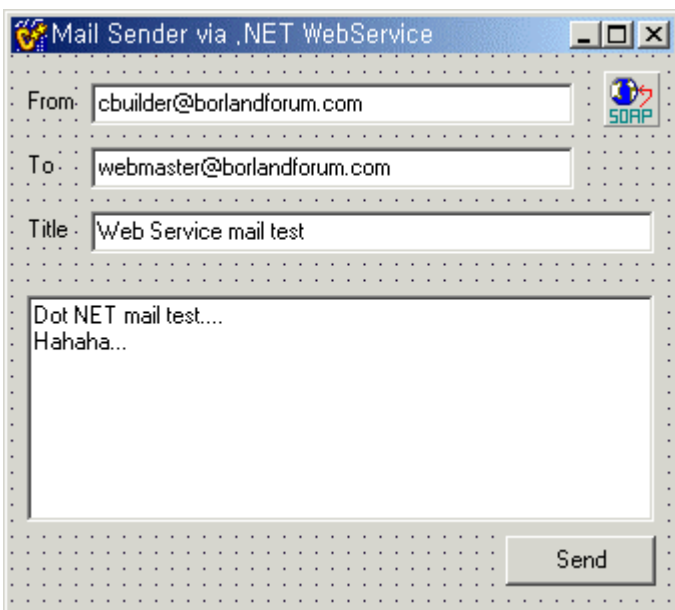 Mail Sender via .NET WebService
From
cbuilder@borlandforum.com
SOAP
To
webmaster@borlandforum.com
Title
Web Service mail test
Dot NET mail test....
Hahaha...
Send